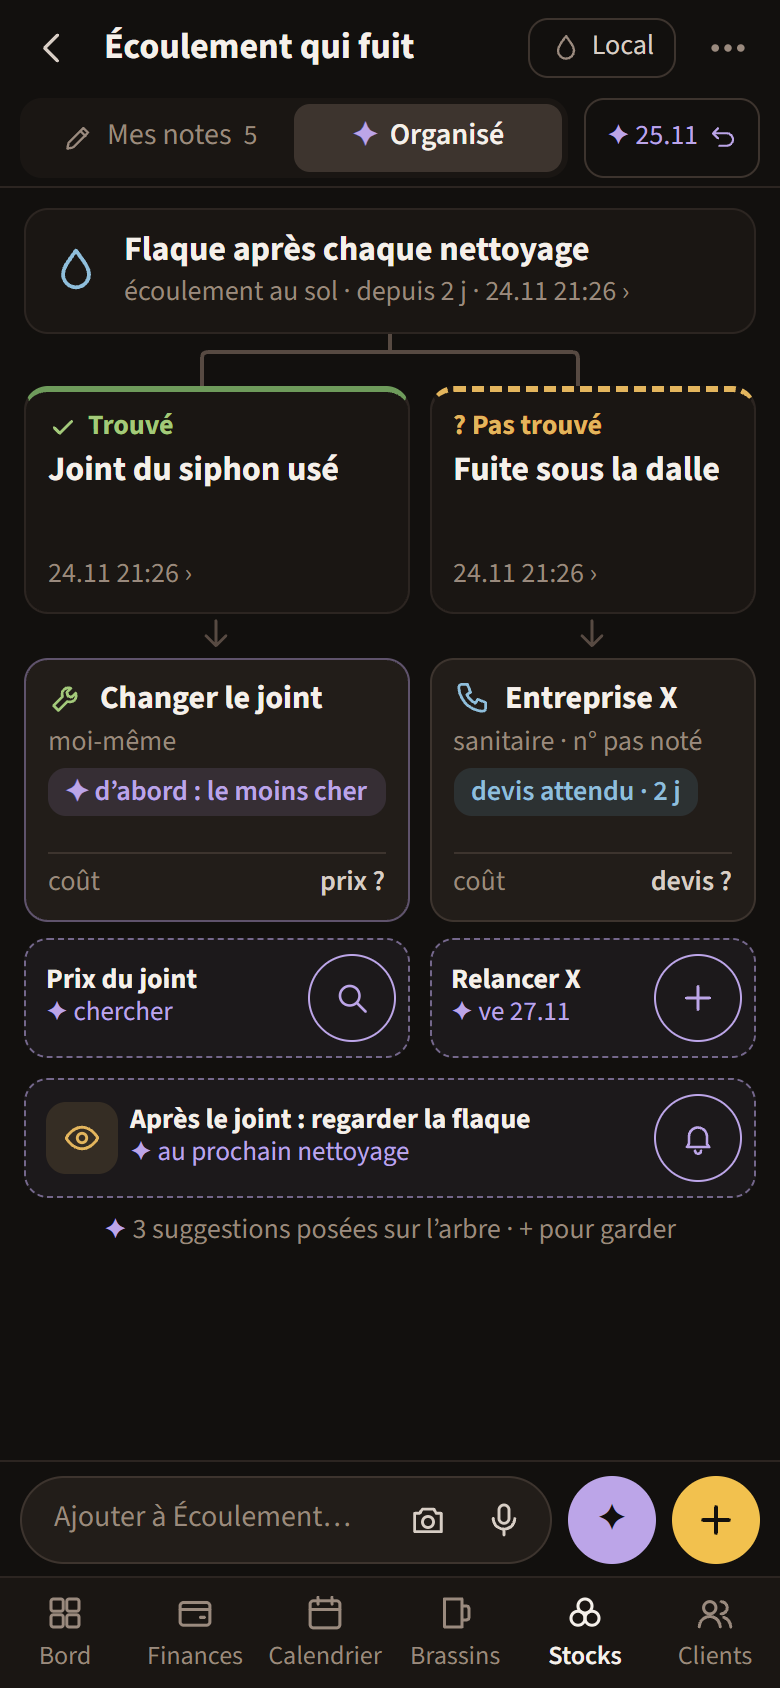 Écoulement qui fuit
Local
Mes notes 5
Organisé
25.11
Flaque après chaque nettoyage
écoulement au sol · depuis 2 j · 24.11 21:26 ›
Trouvé
Joint du siphon usé
24.11 21:26 ›
? Pas trouvé
Fuite sous la dalle
24.11 21:26 ›
Changer le joint
moi-même
d’abord : le moins cher
coût prix ?
Entreprise X
sanitaire · n° pas noté
devis attendu · 2 j
coût devis ?
Prix du joint
chercher
Relancer X
ve 27.11
Après le joint : regarder la flaque
au prochain nettoyage
3 suggestions posées sur l’arbre · + pour garder
Ajouter à Écoulement…
Bord
Finances
Calendrier
Brassins
Stocks
Clients